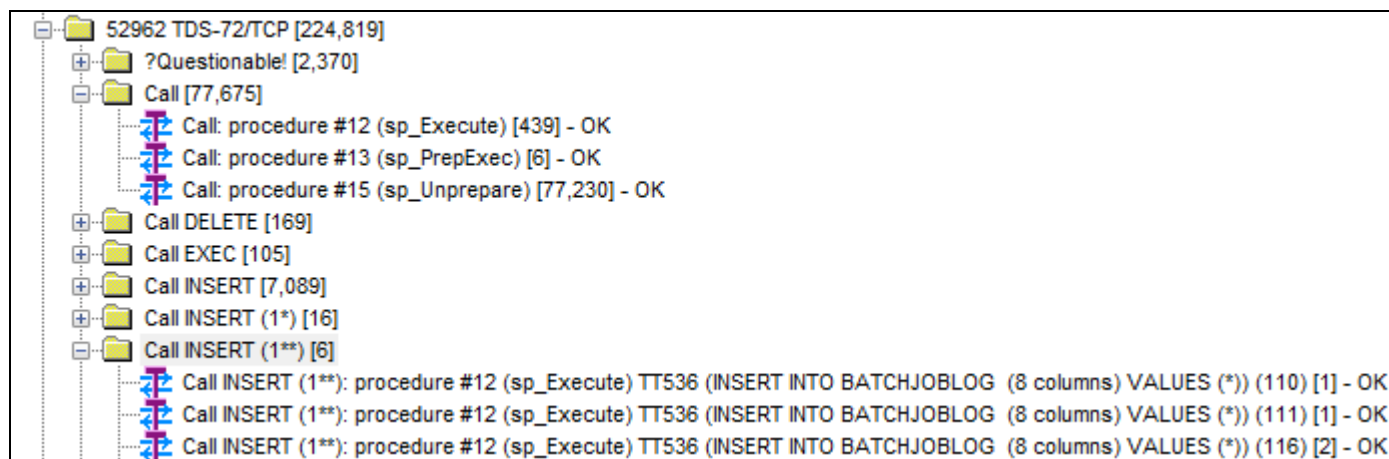 52962 TDS-72/TCP [224,819]
?Questionable! [2,370]
Call [77,675]
Call: procedure #12 (sp_Execute) [439] - OK
Call: procedure #13 (sp_PrepExec) [6] - OK
Call: procedure #15 (sp_Unprepare) [77,230] - OK
Call DELETE [169]
Call EXEC [105]
Call INSERT [7,089]
Call INSERT (1*) [16]
Call INSERT (1**) [6]
Call INSERT (1**): procedure #12 (sp_Execute) TT536 (INSERT INTO BATCHJOBLOG  (8 columns) VALUES (*)) (110) [1] - OK
Call INSERT (1**): procedure #12 (sp_Execute) TT536 (INSERT INTO BATCHJOBLOG  (8 columns) VALUES (*)) (111) [1] - OK
Call INSERT (1**): procedure #12 (sp_Execute) TT536 (INSERT INTO BATCHJOBLOG  (8 columns) VALUES (*)) (116) [2] - OK